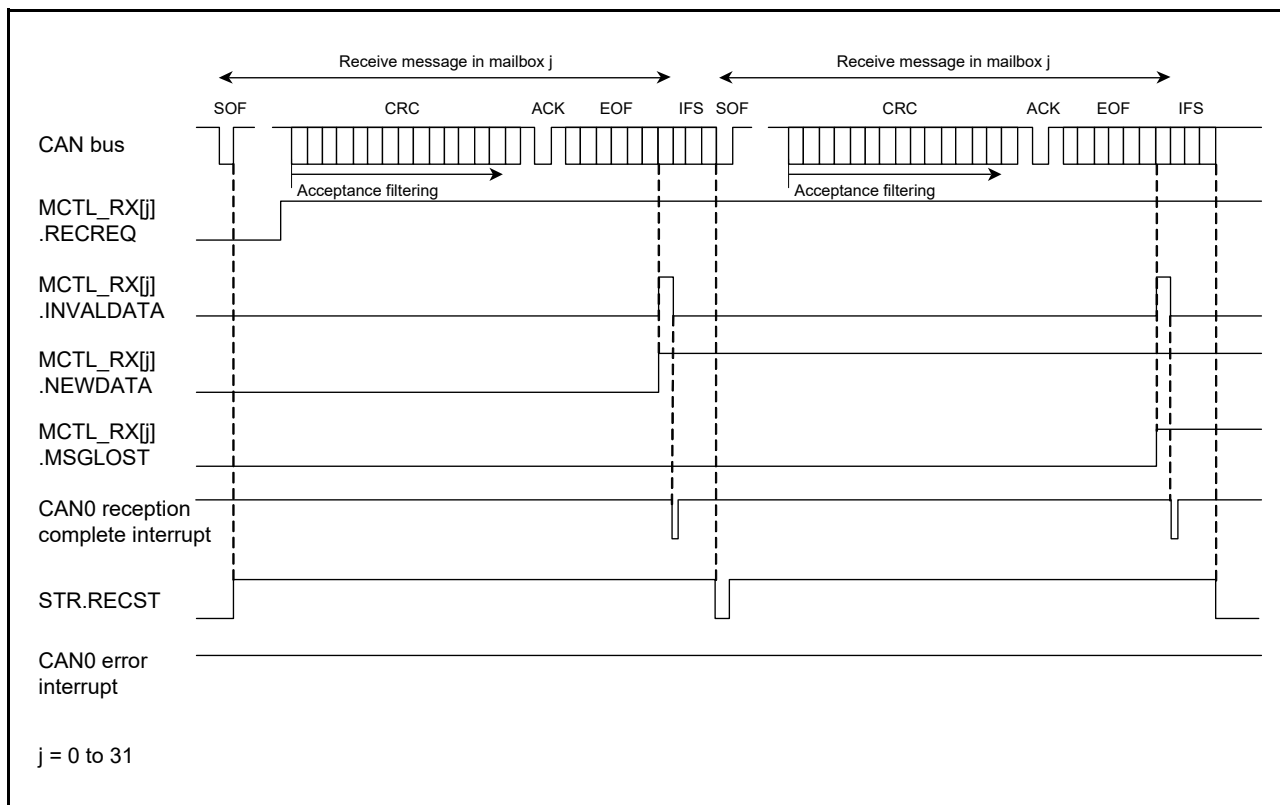 Receive message in mailbox j Receive message in mailbox j
SOF CRC ACK EOF IFS SOF CRC ACK EOF IFS
CAN bus
Acceptance filtering Acceptance filtering
MCTL_RX[j]
.RECREQ
MCTL_RX[j]
.INVALDATA
MCTL_RX[j]
.NEWDATA
MCTL_RX[j]
.MSGLOST
CAN0 reception
complete interrupt
STR.RECST
CAN0 error
interrupt
j = 0 to 31